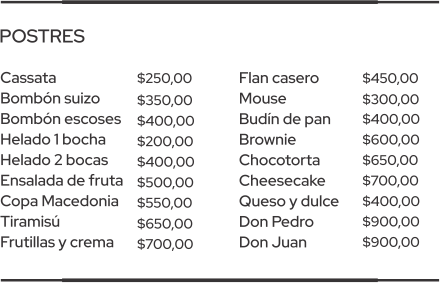 POSTRES
Cassata $250,00
Bombón suizo $350,00
Bombón escoses $400,00
Helado 1 bocha $200,00
Helado 2 bocas $400,00
Ensalada de fruta $500,00
Copa Macedonia $550,00
Tiramisú $650,00
Frutillas y crema $700,00
Flan casero $450,00
Mouse $300,00
Budín de pan $400,00
Brownie $600,00
Chocotorta $650,00
Cheesecake $700,00
Queso y dulce $400,00
Don Pedro $900,00
Don Juan $900,00